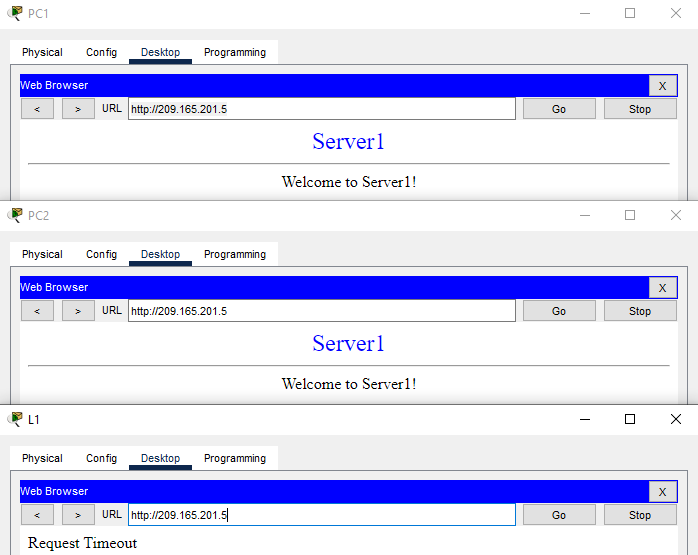 PC1
Physical Config Desktop Programming
Web Browser X
< > URL http://209.165.201.5 Go Stop
Server1
Welcome to Server1!
PC2
Physical Config Desktop Programming
Web Browser X
< > URL http://209.165.201.5 Go Stop
Server1
Welcome to Server1!
L1
Physical Config Desktop Programming
Web Browser X
< > URL http://209.165.201.5 Go Stop
Request Timeout